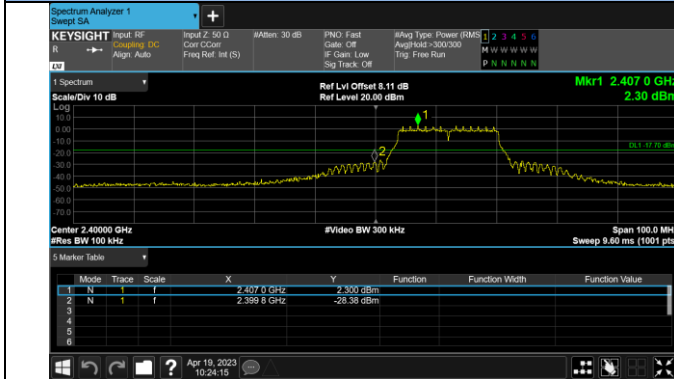 Spectrum Analyzer 1
Swept SA
+
KEYSIGHT Input: RF Input Z: 50 Ω #Atten: 30 dB PNO: Fast #Avg Type: Power (RMS 1 2 3 4 5 6
R Coupling: DC Corr CCorr Gate: Off Avg|Hold:>300/300 M W W W W W
Align: Auto Freq Ref: Int (S) IF Gain: Low Trig: Free Run P N N N N N
LXI Sig Track: Off
1 Spectrum Ref Lvl Offset 8.11 dB Mkr1 2.407 0 GHz
Scale/Div 10 dB Ref Level 20.00 dBm 2.30 dBm
Log
10.0
0.00
-10.0
-20.0
-30.0
-40.0
-50.0
-60.0
-70.0
1
2
DL1 -17.70 dBm
Center 2.40000 GHz #Video BW 300 kHz Span 100.0 MH
#Res BW 100 kHz Sweep 9.60 ms (1001 pts
5 Marker Table
Mode Trace Scale X Y Function Function Width Function Value
1 N 1 f 2.407 0 GHz 2.300 dBm
2 N 1 f 2.399 8 GHz -28.38 dBm
3
4
5
6
? Apr 19, 2023
10:24:15